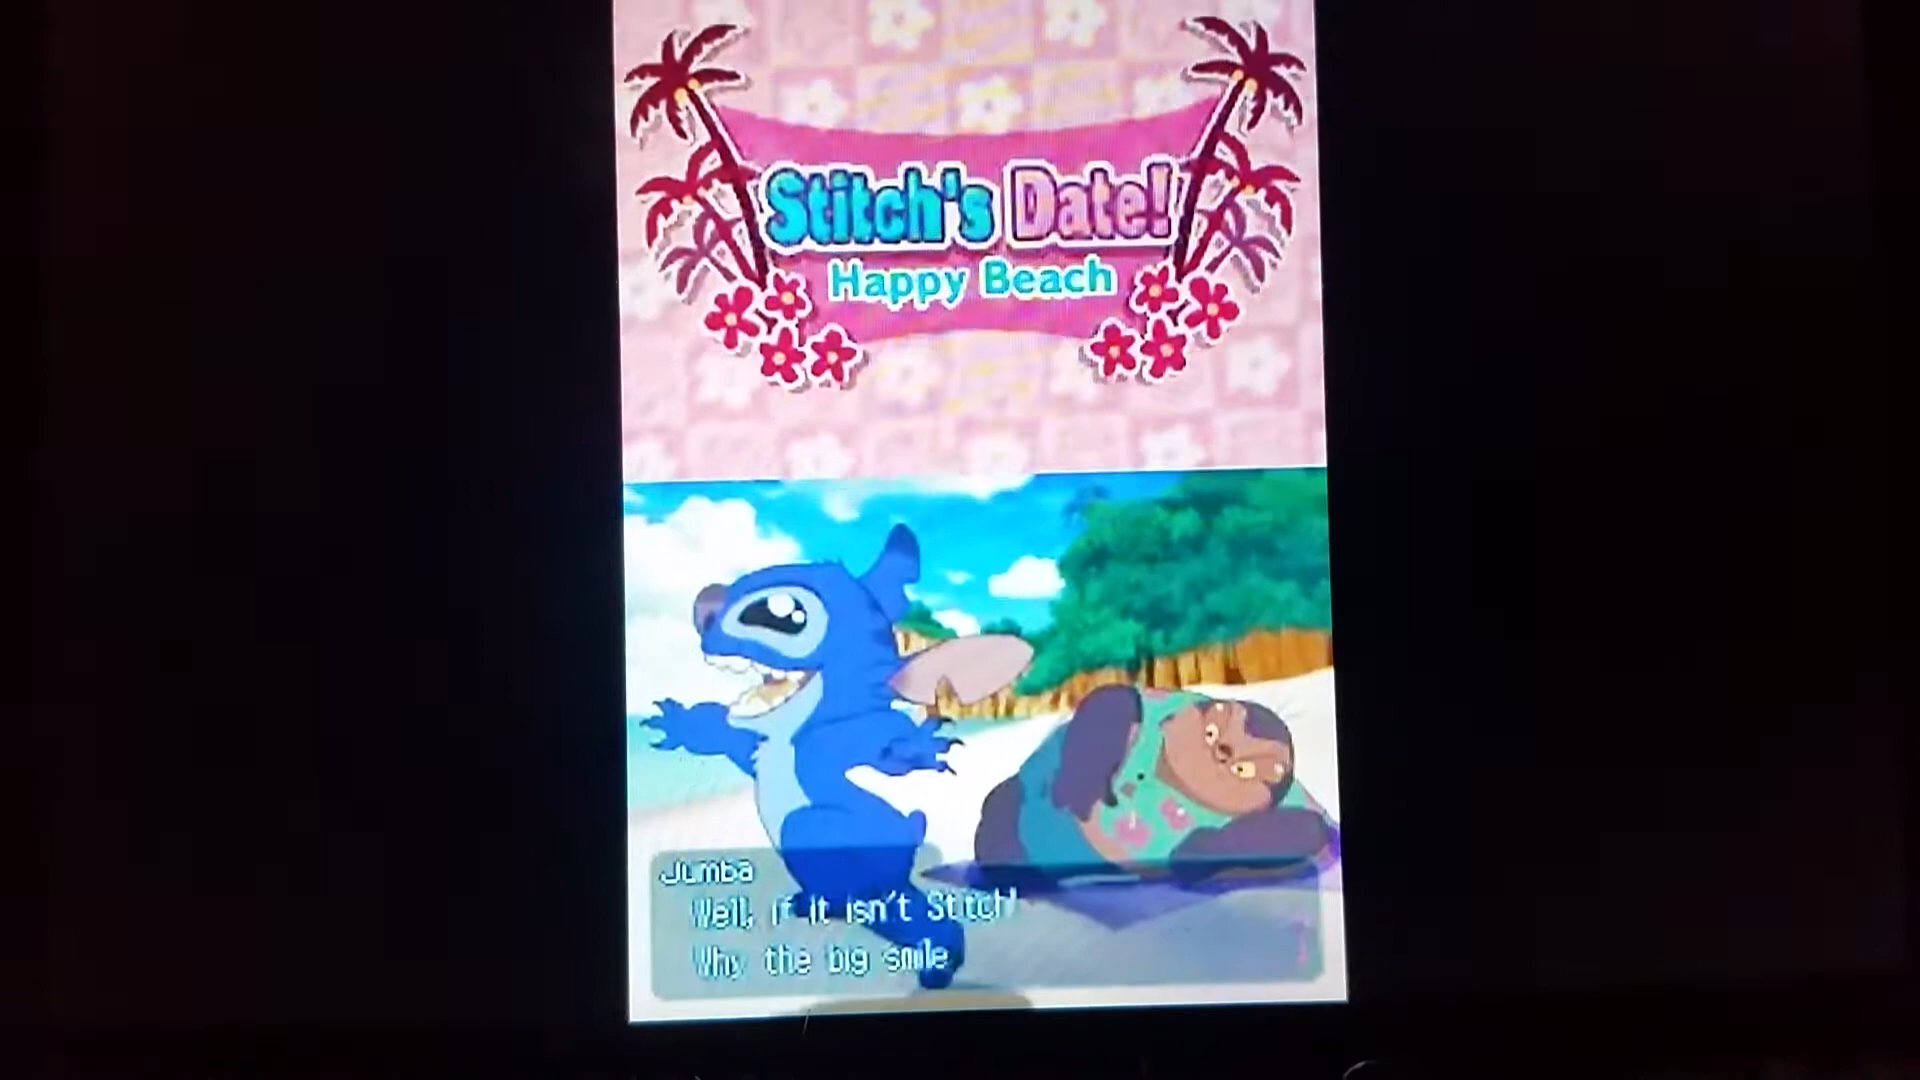 Stitch's Date!
Happy Beach
Jumba
Well, if it isn't Stitch!
Why the big smile